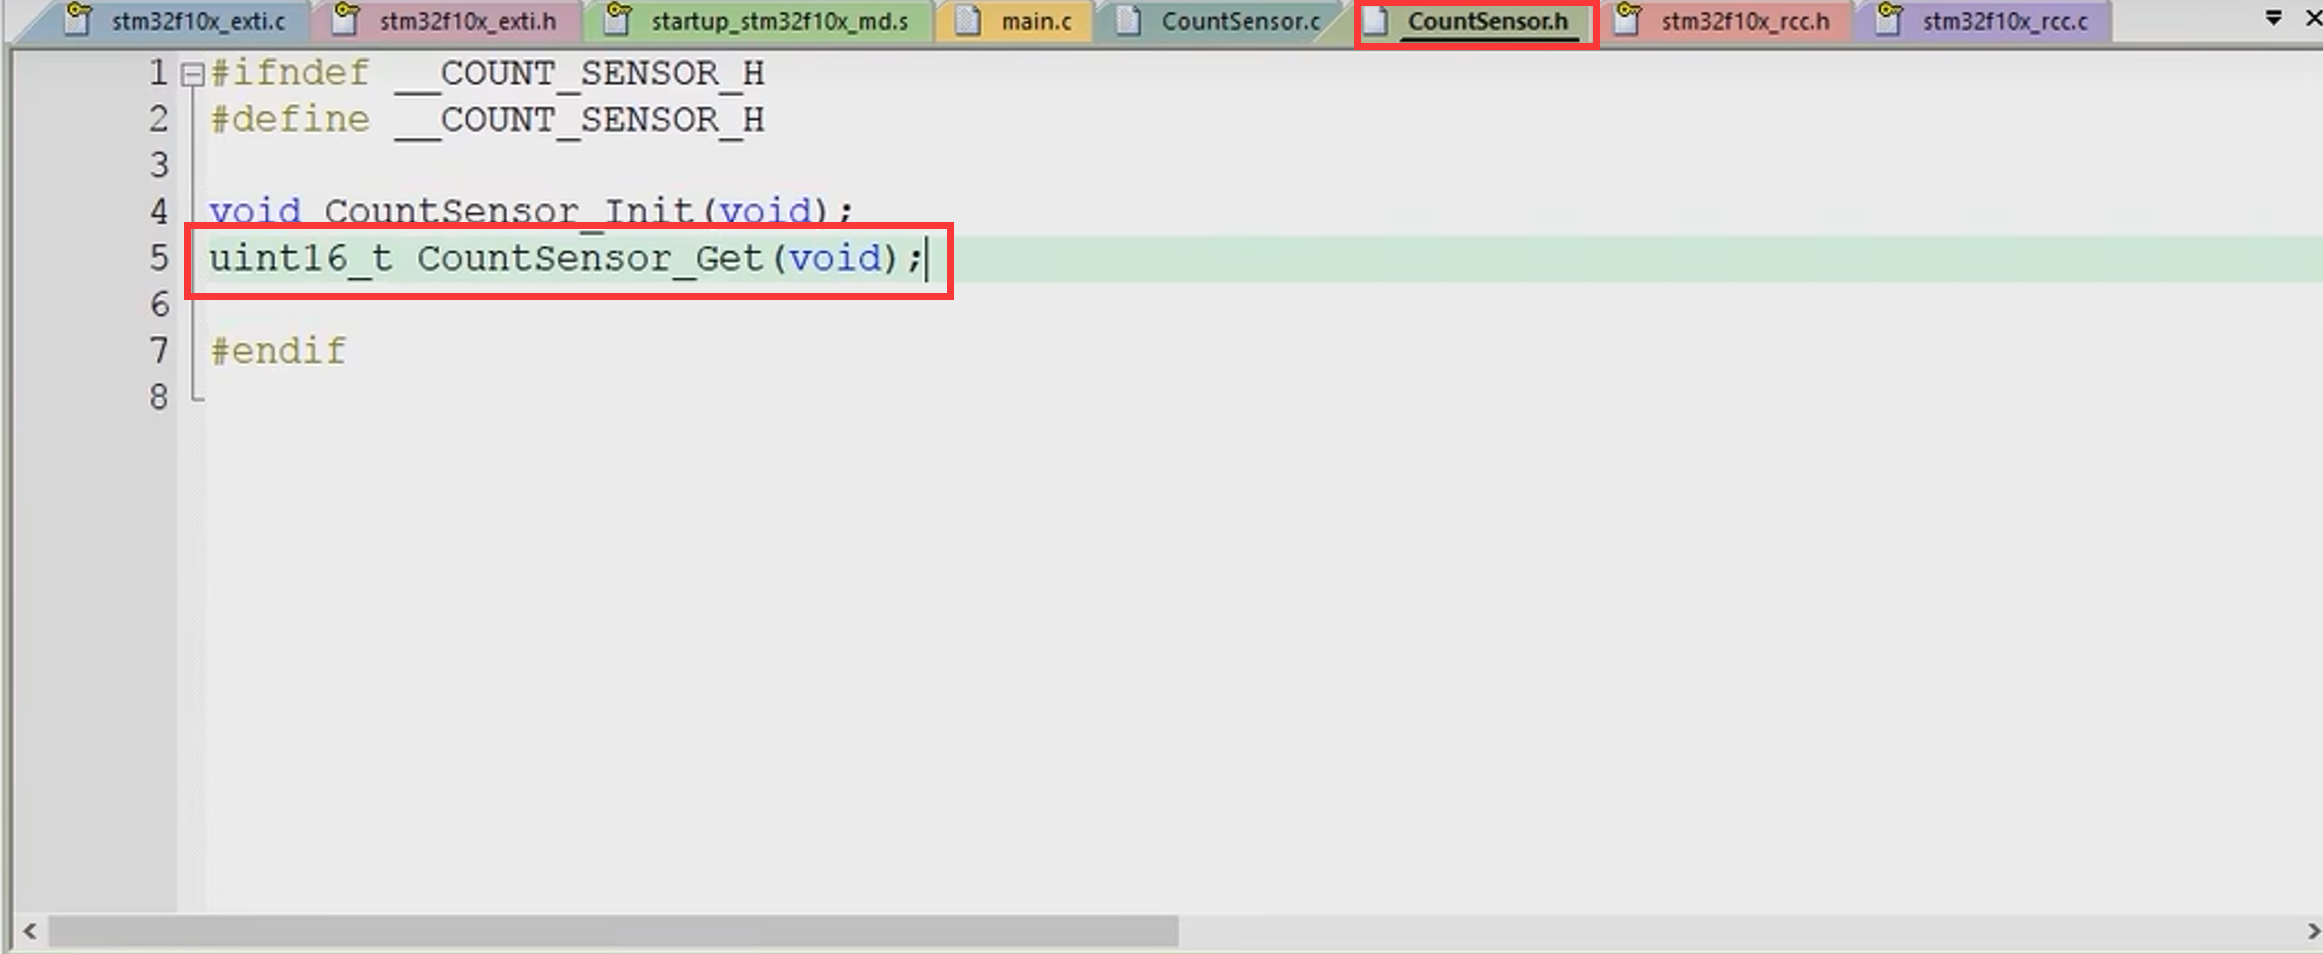 stm32f10x_exti.c stm32f10x_exti.h startup_stm32f10x_md.s main.c CountSensor.c CountSensor.h stm32f10x_rcc.h stm32f10x_rcc.c
1 #ifndef __COUNT_SENSOR_H
2 #define __COUNT_SENSOR_H
3
4 void CountSensor_Init(void);
5 uint16_t CountSensor_Get(void);
6
7 #endif
8